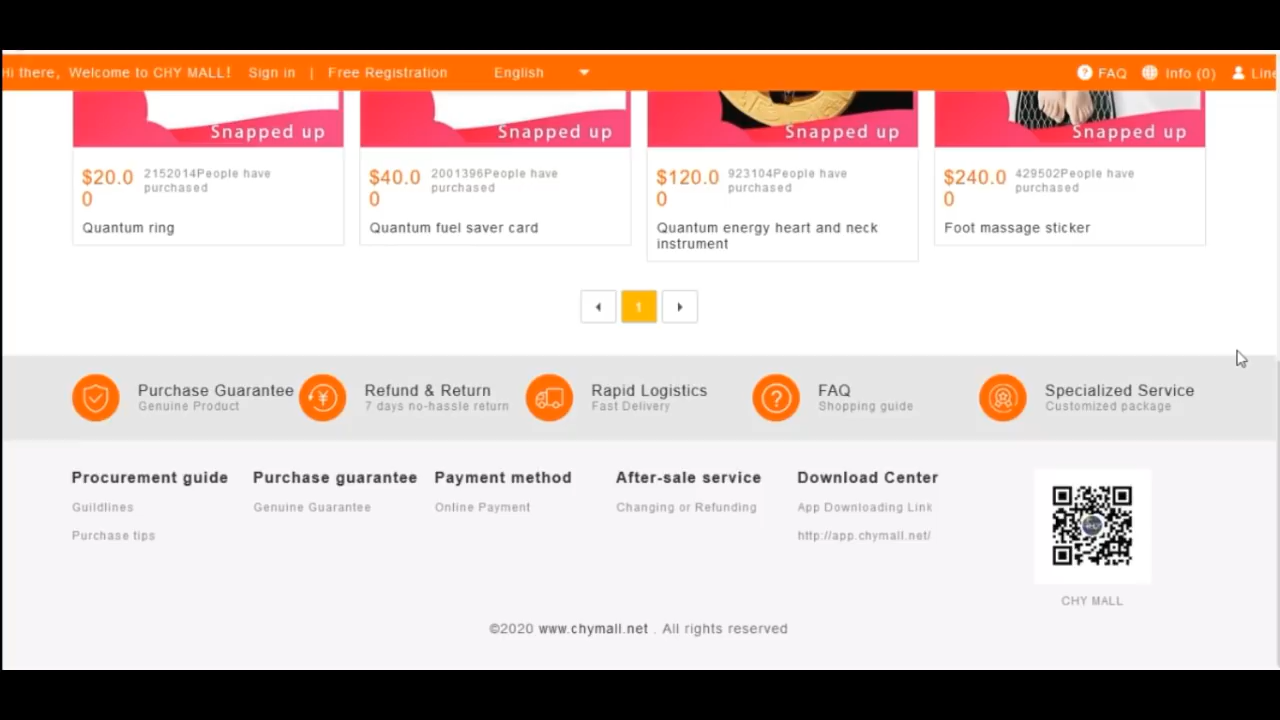 Hi there, Welcome to CHY MALL! Sign in | Free Registration English FAQ Info (0) Line
Snapped up Snapped up Snapped up Snapped up
$20.0 2152014People have $40.0 2001396People have $120.0 923104People have $240.0 429502People have
0 purchased 0 purchased 0 purchased 0 purchased
Quantum ring Quantum fuel saver card Quantum energy heart and neck Foot massage sticker
instrument
1
Purchase Guarantee Refund & Return Rapid Logistics FAQ Specialized Service
Genuine Product 7 days no-hassle return Fast Delivery Shopping guide Customized package
Procurement guide Purchase guarantee Payment method After-sale service Download Center
Guildlines Genuine Guarantee Online Payment Changing or Refunding App Downloading Link
Purchase tips http://app.chymall.net/
CHY MALL
©2020 www.chymall.net . All rights reserved